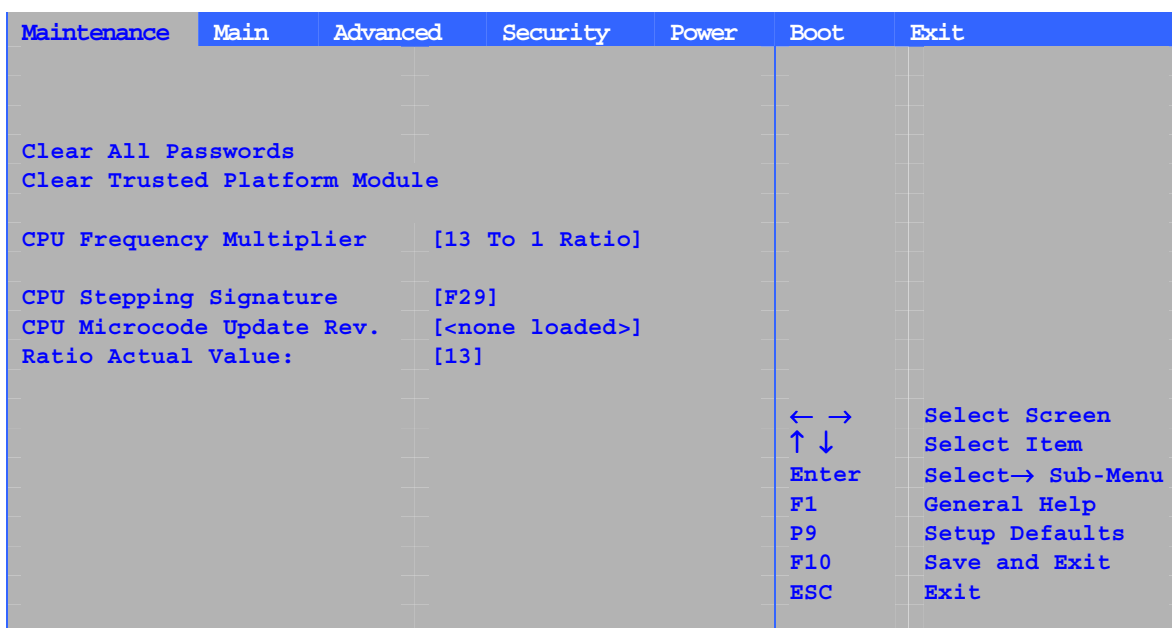 Maintenance Main Advanced Security Power Boot Exit
Clear All Passwords
Clear Trusted Platform Module
CPU Frequency Multiplier [13 To 1 Ratio]
CPU Stepping Signature [F29]
CPU Microcode Update Rev. [<none loaded>]
Ratio Actual Value: [13]
← → Select Screen
↑ ↓ Select Item
Enter Select→ Sub-Menu
F1 General Help
P9 Setup Defaults
F10 Save and Exit
ESC Exit